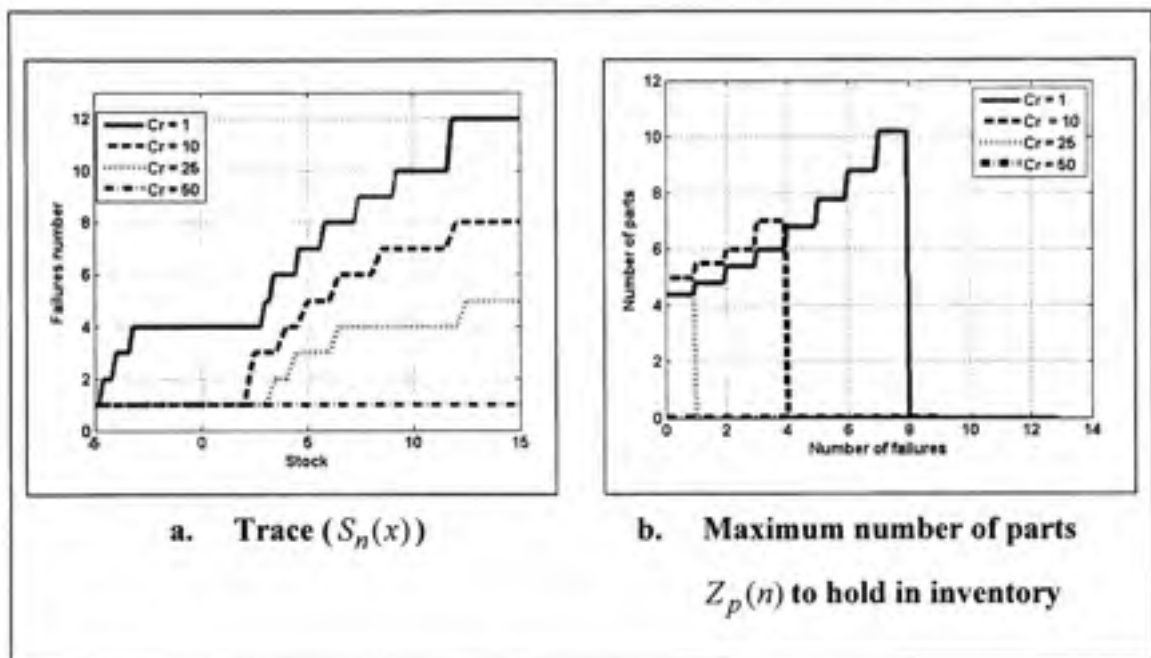 12
10
8
6
4
2
0
Failures number
Cr = 1
Cr = 10
Cr = 25
Cr = 50
-5
0
5
10
15
Stock
12
10
8
6
4
2
0
Number of parts
Cr = 1
Cr = 10
Cr = 25
Cr = 50
0
2
4
6
8
10
12
14
Number of failures
a. Trace ( Sₙ(x) )
b. Maximum number of parts
Zₚ(n) to hold in inventory